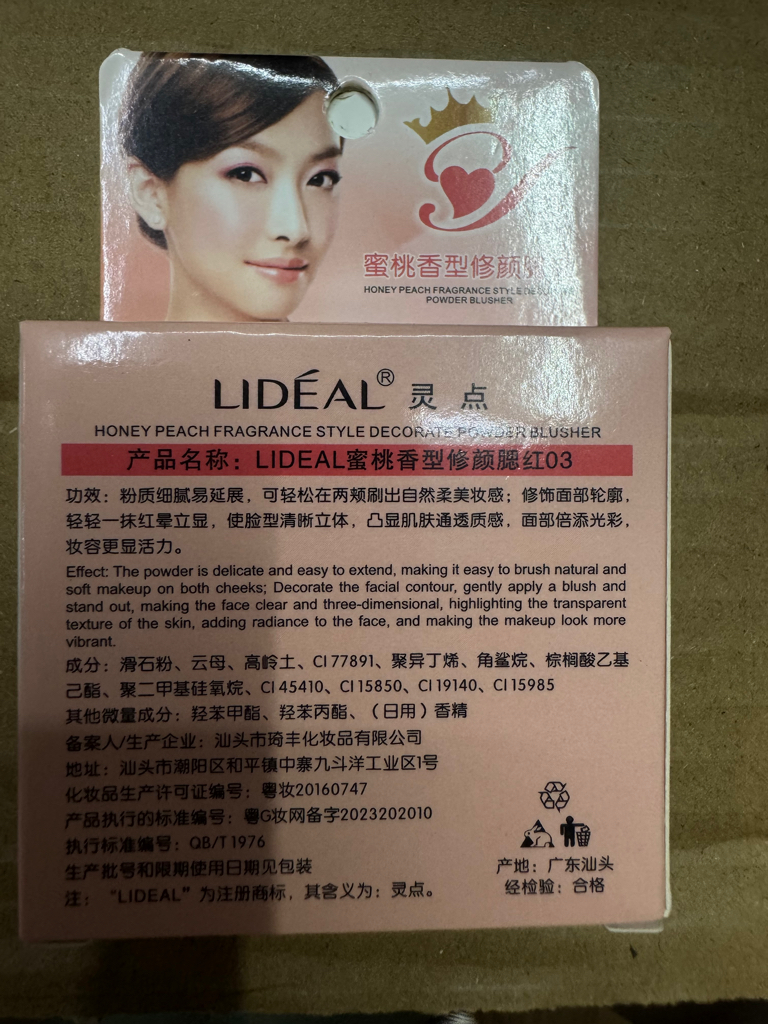 蜜桃香型修颜
HONEY PEACH FRAGRANCE STYLE
POWDER BLUSHER
LIDÉAL® 灵点
HONEY PEACH FRAGRANCE STYLE DECORATE POWDER BLUSHER
产品名称：LIDEAL蜜桃香型修颜腮红03
功效：粉质细腻易延展，可轻松在两颊刷出自然柔美妆感；修饰面部轮廓，
轻轻一抹红晕立显，使脸型清晰立体，凸显肌肤通透质感，面部倍添光彩，
妆容更显活力。
Effect: The powder is delicate and easy to extend, making it easy to brush natural and
soft makeup on both cheeks; Decorate the facial contour, gently apply a blush and
stand out, making the face clear and three-dimensional, highlighting the transparent
texture of the skin, adding radiance to the face, and making the makeup look more
vibrant.
成分：滑石粉、云母、高岭土、CI 77891、聚异丁烯、角鲨烷、棕榈酸乙基
己酯、聚二甲基硅氧烷、CI 45410、CI 15850、CI 19140、CI 15985
其他微量成分：羟苯甲酯、羟苯丙酯、（日用）香精
备案人/生产企业：汕头市琦丰化妆品有限公司
地址：汕头市潮阳区和平镇中寨九斗洋工业区1号
化妆品生产许可证编号：粤妆20160747
产品执行的标准编号：粤G妆网备字2023202010
执行标准编号：QB/T 1976
生产批号和限期使用日期见包装
注：“LIDEAL”为注册商标，其含义为：灵点。
产地：广东汕头
经检验：合格